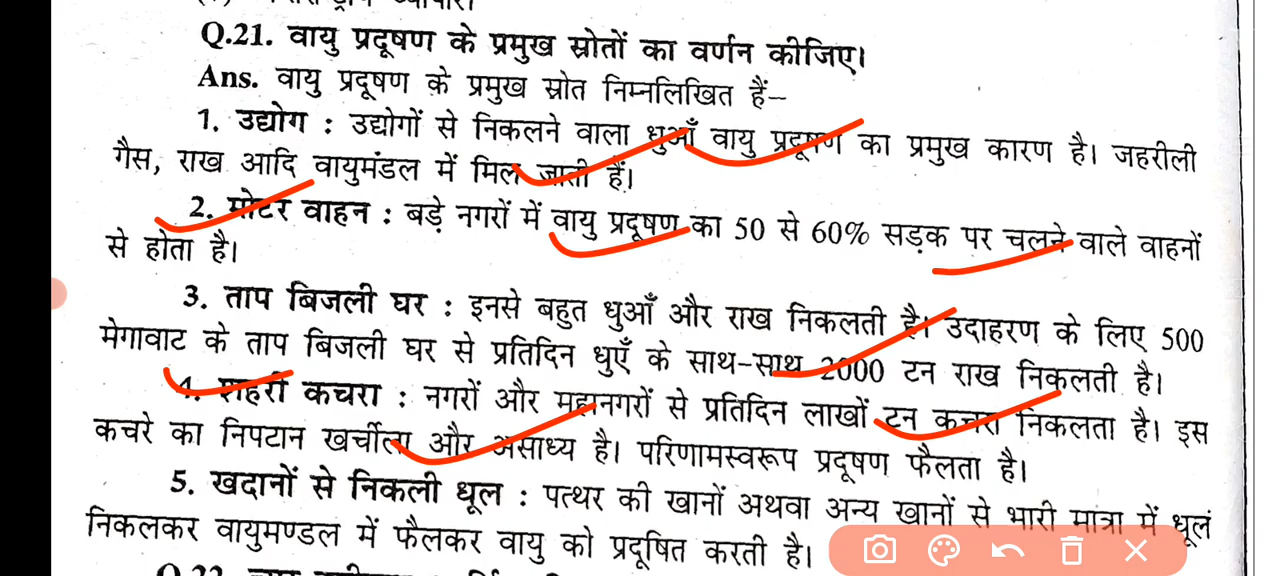 Q.21. वायु प्रदूषण के प्रमुख स्रोतों का वर्णन कीजिए।
Ans. वायु प्रदूषण के प्रमुख स्रोत निम्नलिखित हैं–
1. उद्योग : उद्योगों से निकलने वाला धुआँ वायु प्रदूषण का प्रमुख कारण है। जहरीली
गैस, राख आदि वायुमंडल में मिल जाती हैं।
2. मोटर वाहन : बड़े नगरों में वायु प्रदूषण का 50 से 60% सड़क पर चलने वाले वाहनों
से होता है।
3. ताप बिजली घर : इनसे बहुत धुआँ और राख निकलती है। उदाहरण के लिए 500
मेगावाट के ताप बिजली घर से प्रतिदिन धुएँ के साथ-साथ 2000 टन राख निकलती है।
4. शहरी कचरा : नगरों और महानगरों से प्रतिदिन लाखों टन कचरा निकलता है। इस
कचरे का निपटान खर्चीला और असाध्य है। परिणामस्वरूप प्रदूषण फैलता है।
5. खदानों से निकली धूल : पत्थर की खानों अथवा अन्य खानों से भारी मात्रा में धूलं
निकलकर वायुमण्डल में फैलकर वायु को प्रदूषित करती है।